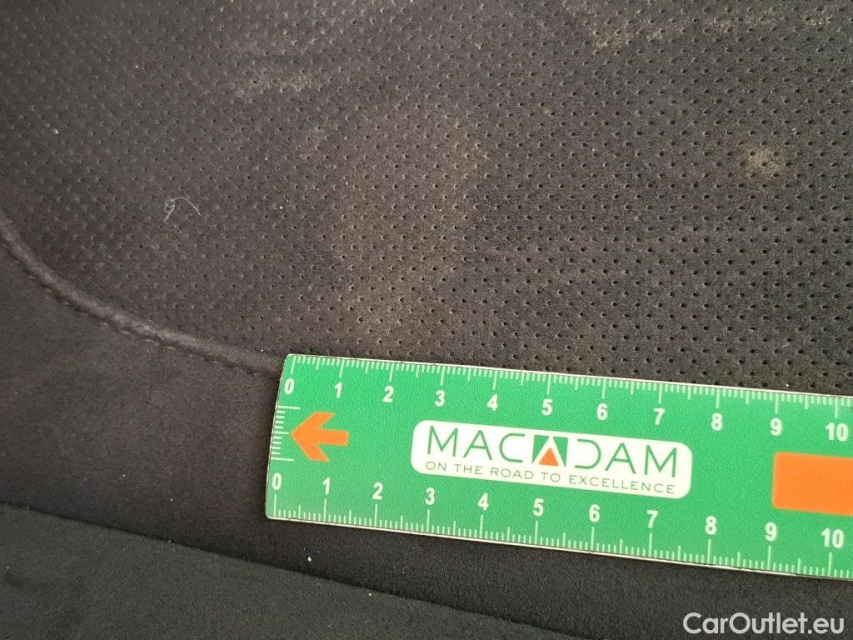 0 1 2 3 4 5 6 7 8 9 10
MACADAM
ON THE ROAD TO EXCELLENCE
0 1 2 3 4 5 6 7 8 9 10
CarOutlet.eu